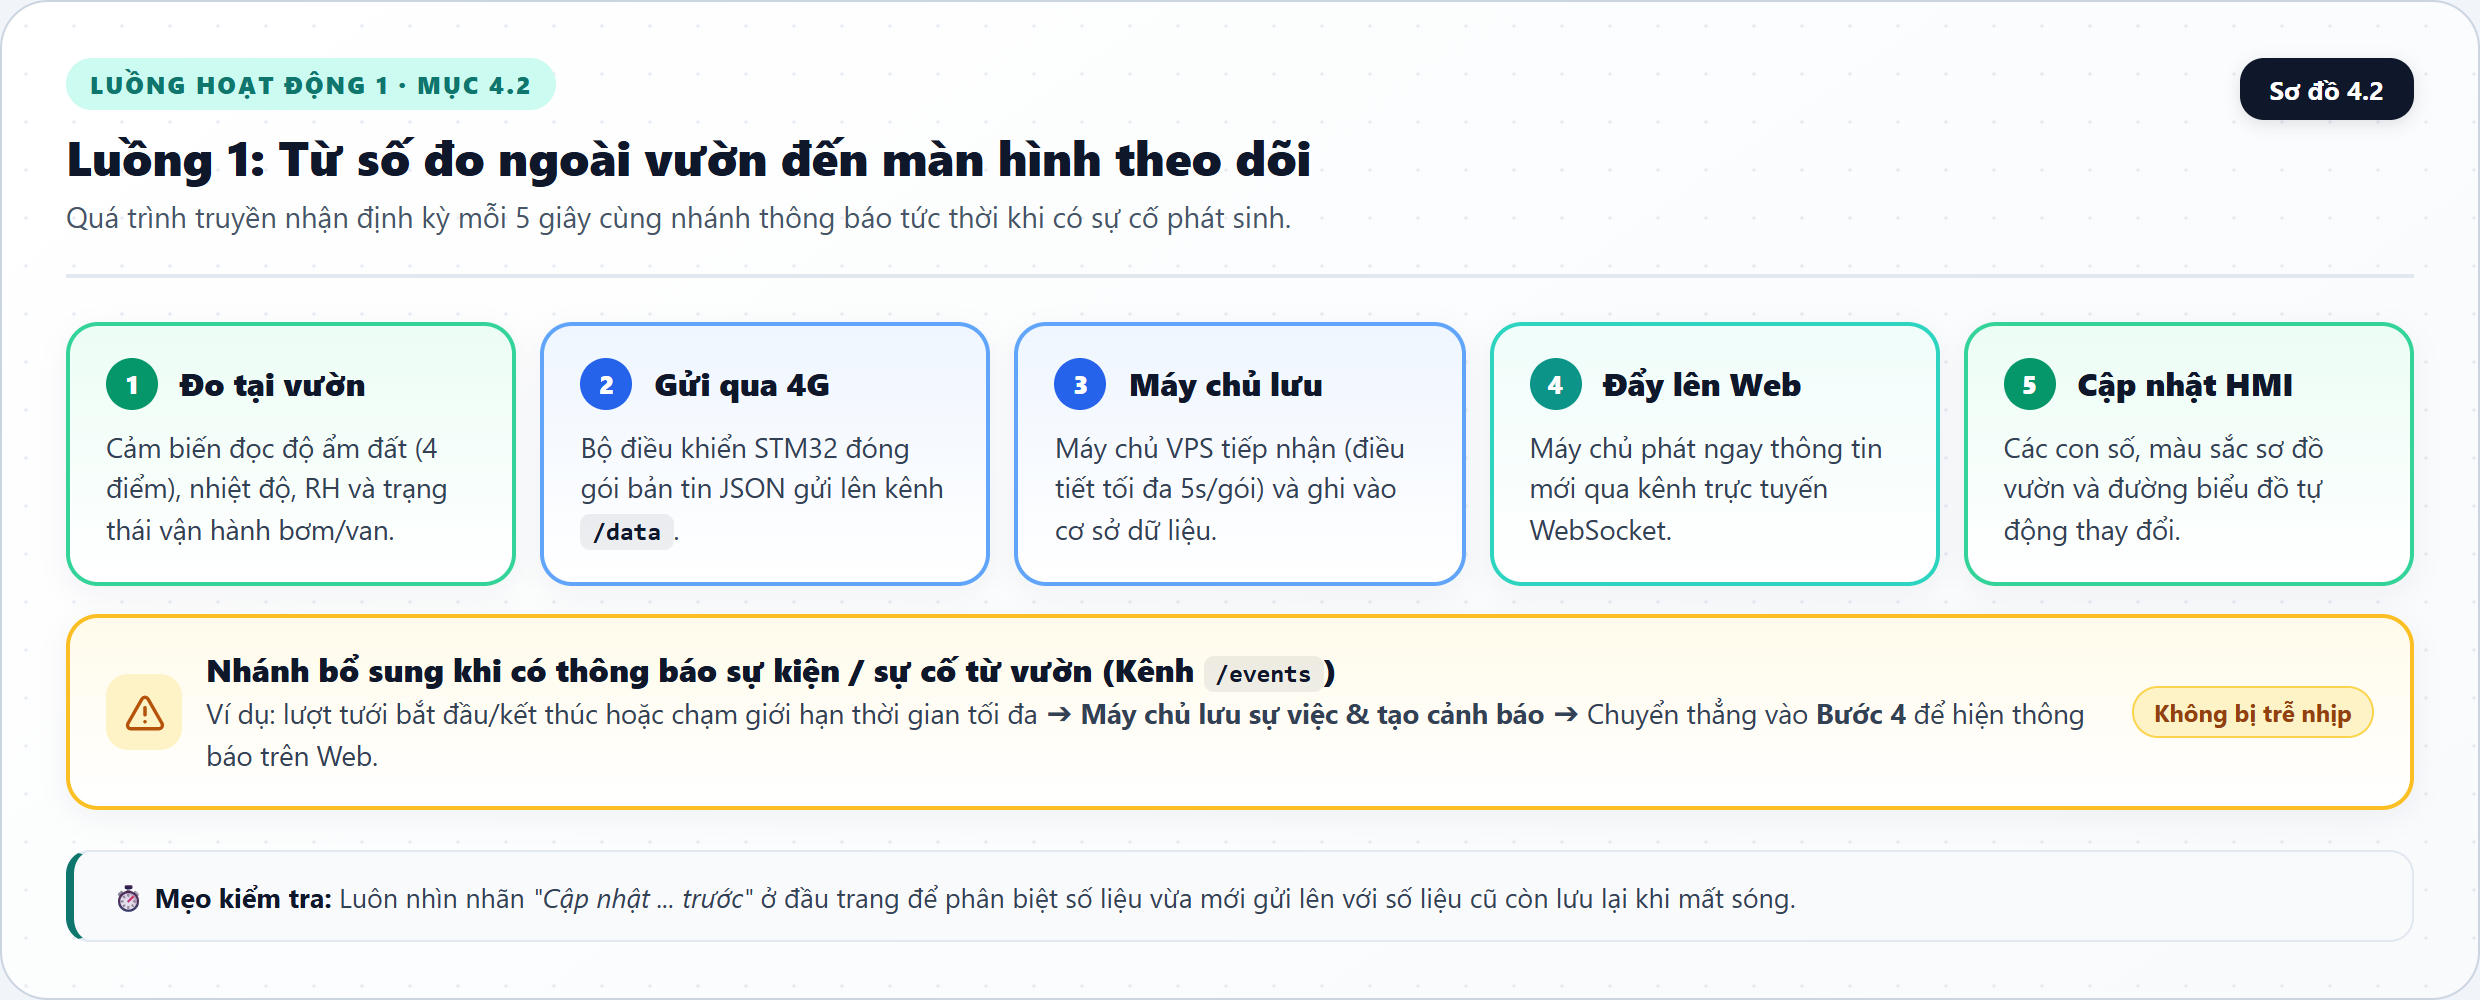 LUỒNG HOẠT ĐỘNG 1 · MỤC 4.2
Sơ đồ 4.2
Luồng 1: Từ số đo ngoài vườn đến màn hình theo dõi
Quá trình truyền nhận định kỳ mỗi 5 giây cùng nhánh thông báo tức thời khi có sự cố phát sinh.
1 Đo tại vườn
Cảm biến đọc độ ẩm đất (4
điểm), nhiệt độ, RH và trạng
thái vận hành bơm/van.
2 Gửi qua 4G
Bộ điều khiển STM32 đóng
gói bản tin JSON gửi lên kênh
/data .
3 Máy chủ lưu
Máy chủ VPS tiếp nhận (điều
tiết tối đa 5s/gói) và ghi vào
cơ sở dữ liệu.
4 Đẩy lên Web
Máy chủ phát ngay thông tin
mới qua kênh trực tuyến
WebSocket.
5 Cập nhật HMI
Các con số, màu sắc sơ đồ
vườn và đường biểu đồ tự
động thay đổi.
Nhánh bổ sung khi có thông báo sự kiện / sự cố từ vườn (Kênh /events )
Ví dụ: lượt tưới bắt đầu/kết thúc hoặc chạm giới hạn thời gian tối đa ➔ Máy chủ lưu sự việc & tạo cảnh báo ➔ Chuyển thẳng vào Bước 4 để hiện thông
báo trên Web.
Không bị trễ nhịp
⏱️ Mẹo kiểm tra: Luôn nhìn nhãn "Cập nhật ... trước" ở đầu trang để phân biệt số liệu vừa mới gửi lên với số liệu cũ còn lưu lại khi mất sóng.